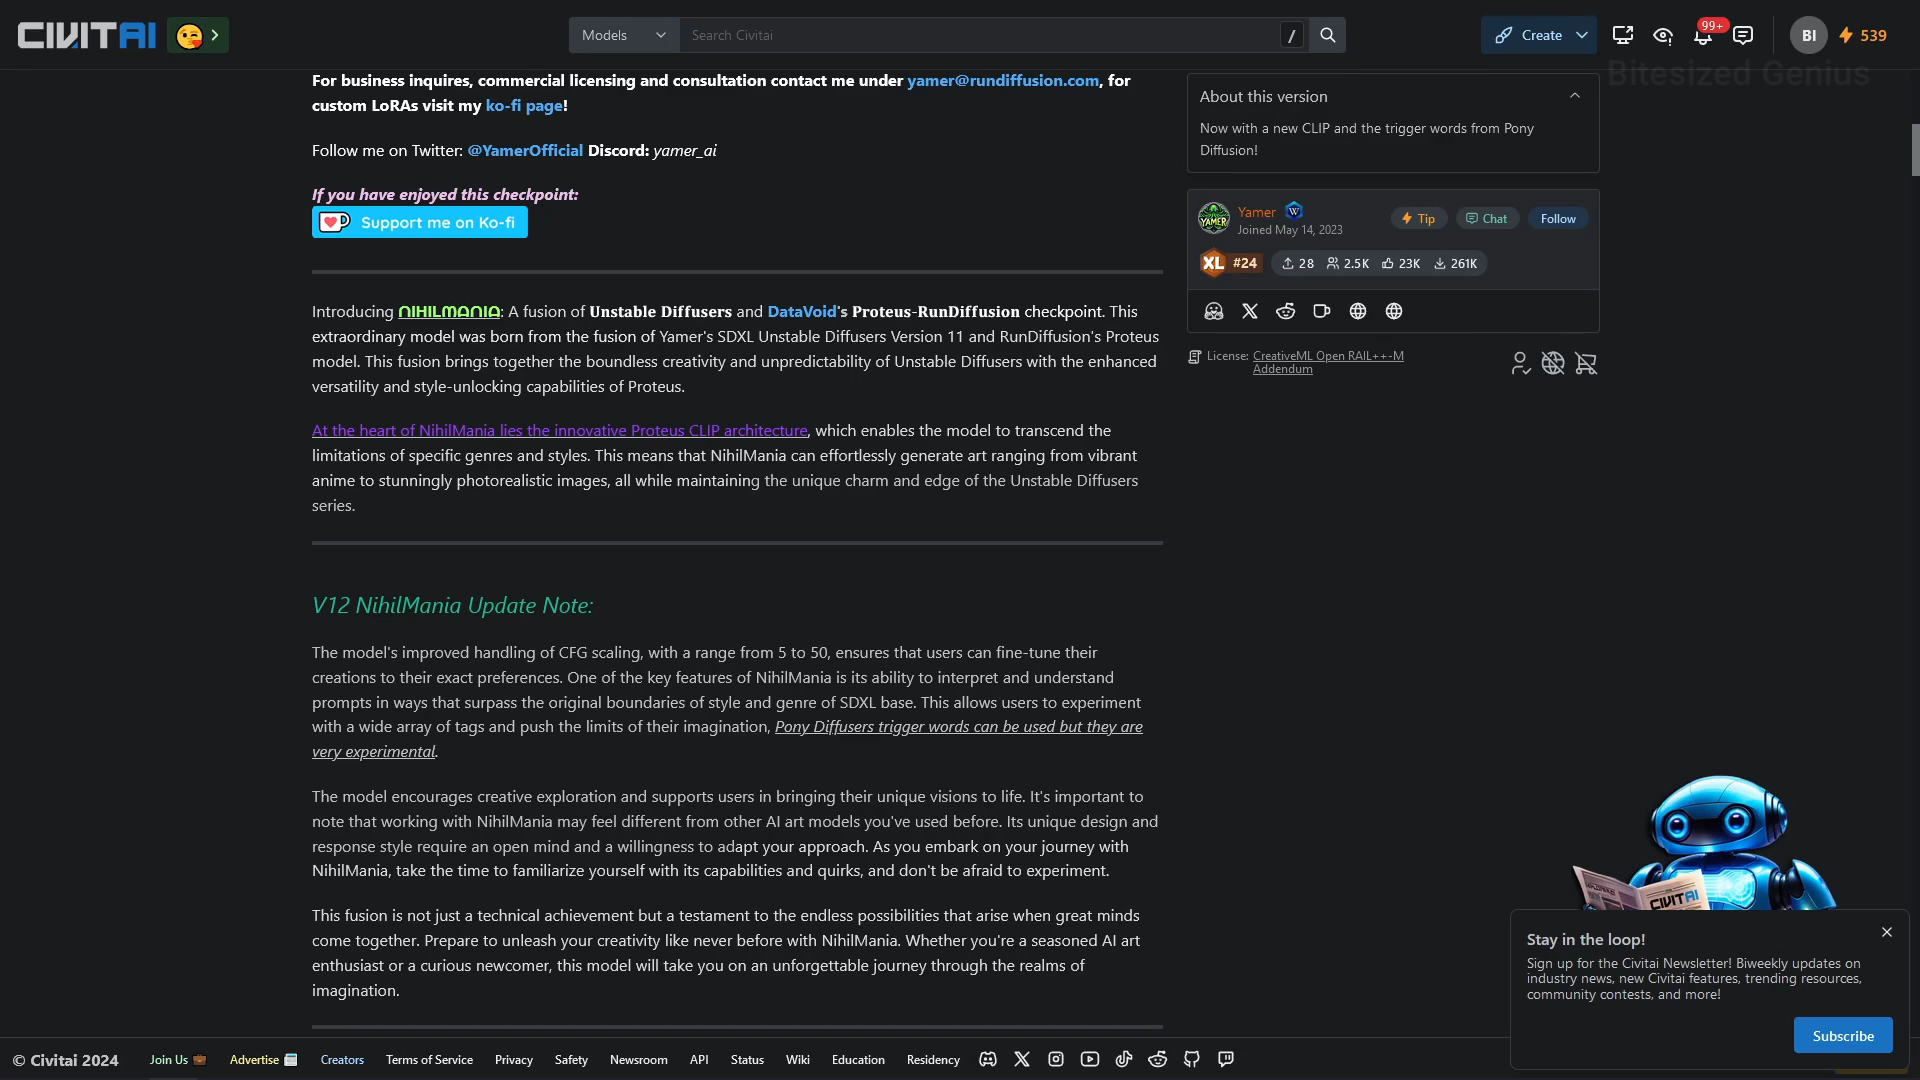 CIVITAI
Models
Search Civitai
/
Create
99+
BI
539
Bitesized Genius
For business inquires, commercial licensing and consultation contact me under yamer@rundiffusion.com, for
custom LoRAs visit my ko-fi page!
Follow me on Twitter: @YamerOfficial Discord: yamer_ai
If you have enjoyed this checkpoint:
Support me on Ko-fi
Introducing NIHILMANIA: A fusion of Unstable Diffusers and DataVoid's Proteus-RunDiffusion checkpoint. This
extraordinary model was born from the fusion of Yamer's SDXL Unstable Diffusers Version 11 and RunDiffusion's Proteus
model. This fusion brings together the boundless creativity and unpredictability of Unstable Diffusers with the enhanced
versatility and style-unlocking capabilities of Proteus.
At the heart of NihilMania lies the innovative Proteus CLIP architecture, which enables the model to transcend the
limitations of specific genres and styles. This means that NihilMania can effortlessly generate art ranging from vibrant
anime to stunningly photorealistic images, all while maintaining the unique charm and edge of the Unstable Diffusers
series.
V12 NihilMania Update Note:
The model's improved handling of CFG scaling, with a range from 5 to 50, ensures that users can fine-tune their
creations to their exact preferences. One of the key features of NihilMania is its ability to interpret and understand
prompts in ways that surpass the original boundaries of style and genre of SDXL base. This allows users to experiment
with a wide array of tags and push the limits of their imagination, Pony Diffusers trigger words can be used but they are
very experimental.
The model encourages creative exploration and supports users in bringing their unique visions to life. It's important to
note that working with NihilMania may feel different from other AI art models you've used before. Its unique design and
response style require an open mind and a willingness to adapt your approach. As you embark on your journey with
NihilMania, take the time to familiarize yourself with its capabilities and quirks, and don't be afraid to experiment.
This fusion is not just a technical achievement but a testament to the endless possibilities that arise when great minds
come together. Prepare to unleash your creativity like never before with NihilMania. Whether you're a seasoned AI art
enthusiast or a curious newcomer, this model will take you on an unforgettable journey through the realms of
imagination.
About this version
Now with a new CLIP and the trigger words from Pony
Diffusion!
YAMER
Yamer
W
Joined May 14, 2023
Tip
Chat
Follow
XL #24
28
2.5K
23K
261K
License: CreativeML Open RAIL++-M
Addendum
CIVITAI
Stay in the loop!
Sign up for the Civitai Newsletter! Biweekly updates on
industry news, new Civitai features, trending resources,
community contests, and more!
Subscribe
© Civitai 2024
Join Us
Advertise
Creators
Terms of Service
Privacy
Safety
Newsroom
API
Status
Wiki
Education
Residency